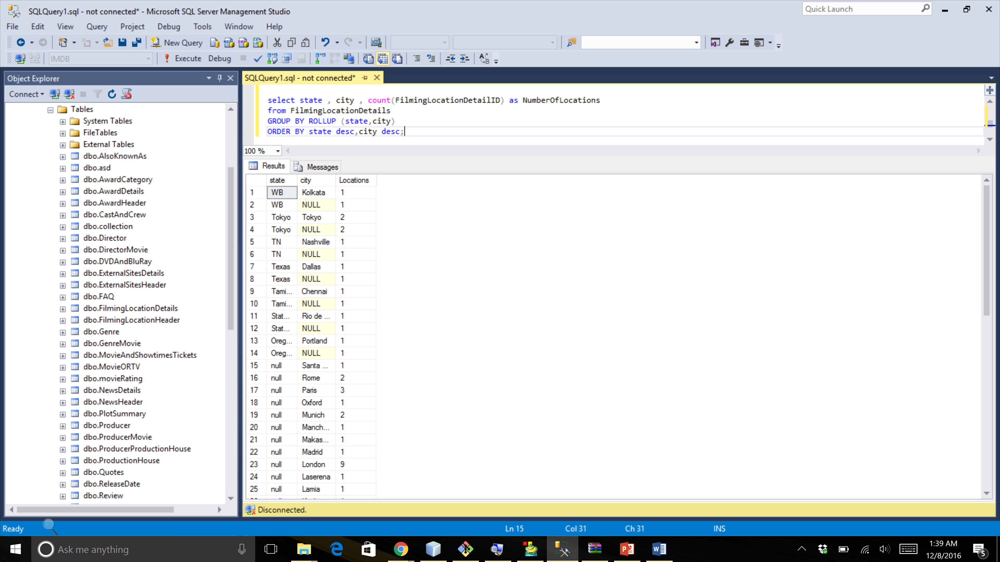 SQLQuery1.sql - not connected* - Microsoft SQL Server Management Studio
Quick Launch
File Edit View Query Project Debug Tools Window Help
New Query
IMDB
Execute Debug
Object Explorer
Connect
Tables
System Tables
FileTables
External Tables
dbo.AlsoKnownAs
dbo.asd
dbo.AwardCategory
dbo.AwardDetails
dbo.AwardHeader
dbo.CastAndCrew
dbo.collection
dbo.Director
dbo.DirectorMovie
dbo.DVDAndBluRay
dbo.ExternalSitesDetails
dbo.ExternalSitesHeader
dbo.FAQ
dbo.FilmingLocationDetails
dbo.FilmingLocationHeader
dbo.Genre
dbo.GenreMovie
dbo.MovieAndShowtimesTickets
dbo.MovieORTV
dbo.movieRating
dbo.NewsDetails
dbo.NewsHeader
dbo.PlotSummary
dbo.Producer
dbo.ProducerMovie
dbo.ProducerProductionHouse
dbo.ProductionHouse
dbo.Quotes
dbo.ReleaseDate
dbo.Review
SQLQuery1.sql - not connected*
select state , city , count(FilmingLocationDetailID) as NumberOfLocations
from FilmingLocationDetails
GROUP BY ROLLUP (state,city)
ORDER BY state desc,city desc;
100 %
Results Messages
state city Locations
1 WB Kolkata 1
2 WB NULL 1
3 Tokyo Tokyo 2
4 Tokyo NULL 2
5 TN Nashville 1
6 TN NULL 1
7 Texas Dallas 1
8 Texas NULL 1
9 Tami... Chennai 1
10 Tami... NULL 1
11 Stat... Rio de ... 1
12 Stat... NULL 1
13 Oreg... Portland 1
14 Oreg... NULL 1
15 null Santa ... 1
16 null Rome 2
17 null Paris 3
18 null Oxford 1
19 null Munich 2
20 null Manch... 1
21 null Makas... 1
22 null Madrid 1
23 null London 9
24 null Laserena 1
25 null Lamia 1
Disconnected.
Ready Ln 15 Col 31 Ch 31 INS
Ask me anything
1:39 AM
12/8/2016
5